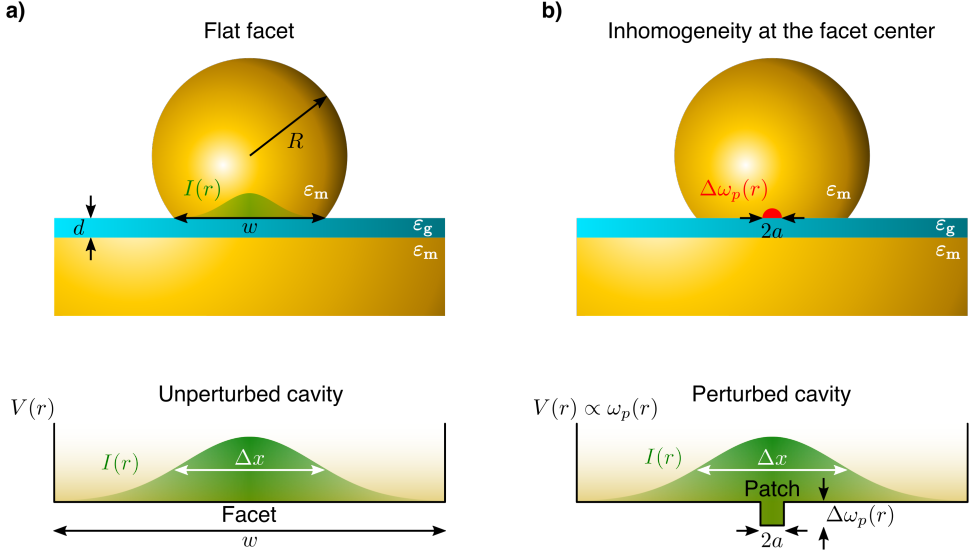 a)
Flat facet
R
I(r)
ε_m
d
w
ε_g
ε_m
Unperturbed cavity
V(r)
I(r)
Δx
Facet
w
b)
Inhomogeneity at the facet center
Δω_p(r)
ε_m
2a
ε_g
ε_m
Perturbed cavity
V(r) ∝ ω_p(r)
I(r)
Δx
Patch
Δω_p(r)
2a